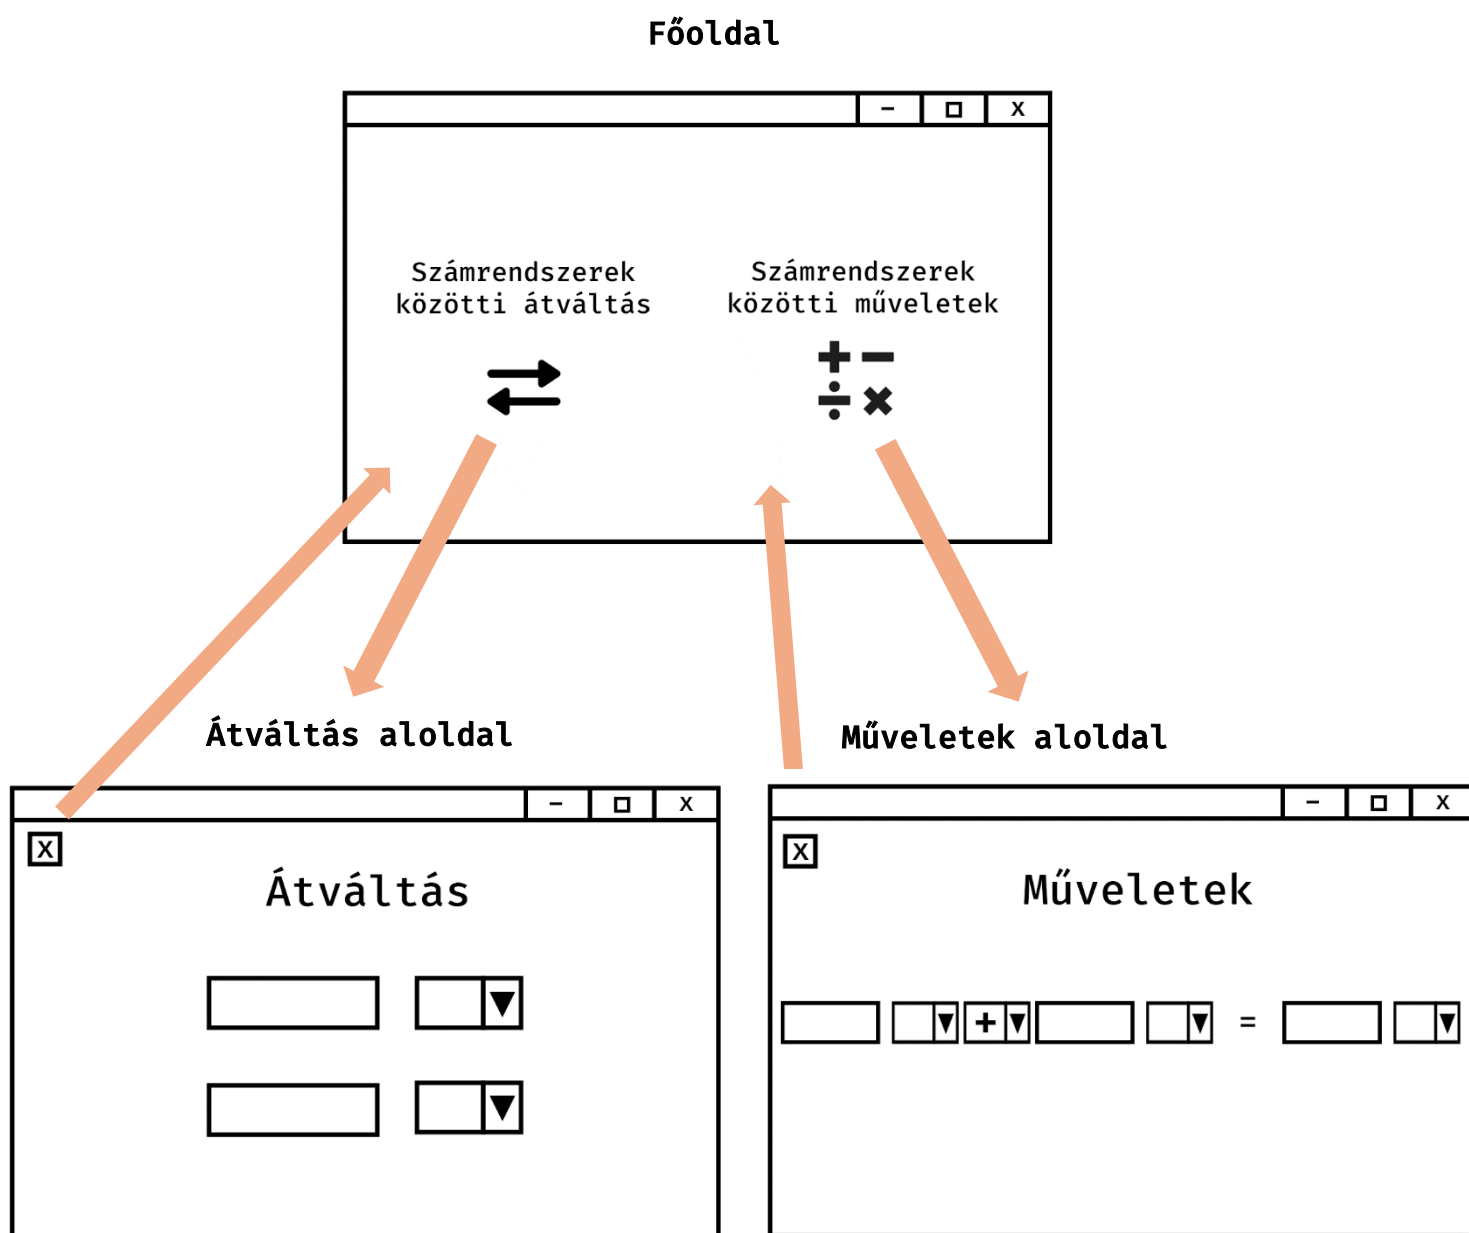 Főoldal
X
Számrendszerek
közötti átváltás
Számrendszerek
közötti műveletek
Átváltás aloldal
Műveletek aloldal
X
X
X
X
Átváltás
Műveletek
+ =